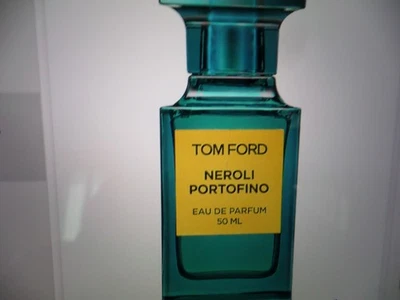 TOM FORD
NEROLI
PORTOFINO
EAU DE PARFUM
50 ML